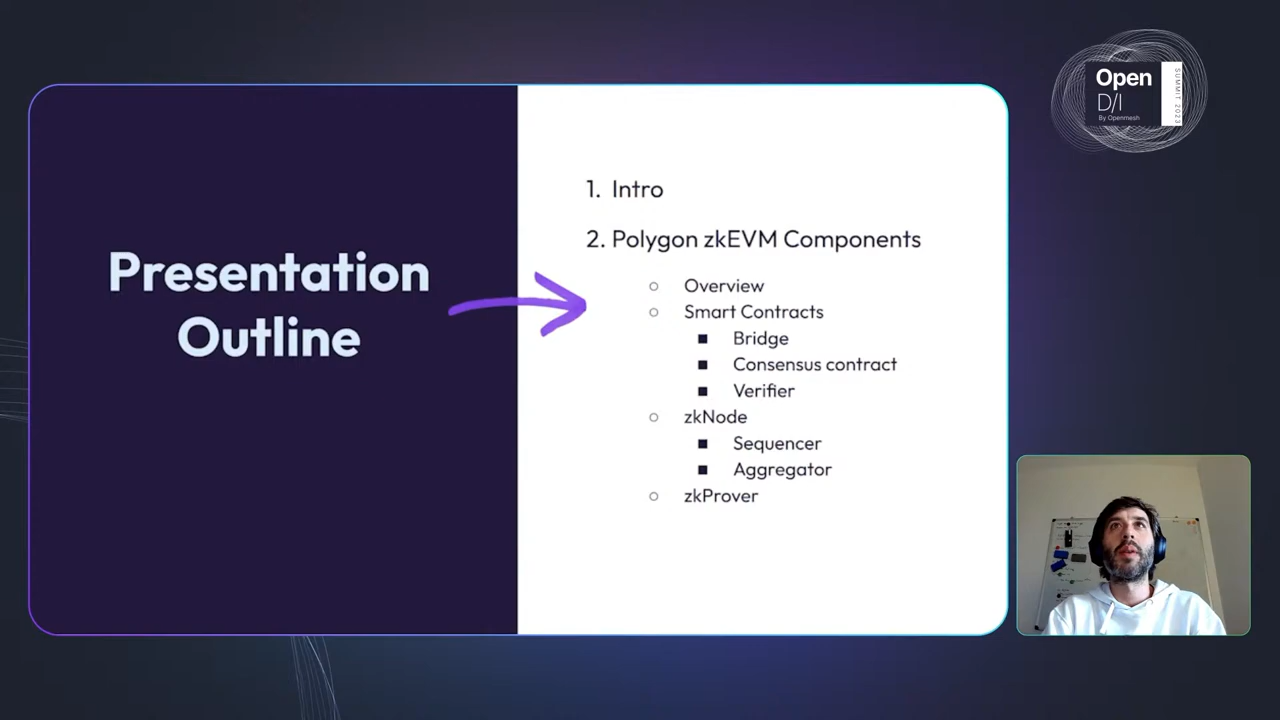 Presentation
Outline
1. Intro
2. Polygon zkEVM Components
○ Overview
○ Smart Contracts
■ Bridge
■ Consensus contract
■ Verifier
○ zkNode
■ Sequencer
■ Aggregator
○ zkProver
Open
D/I
By Openmesh
SUMMIT 2023